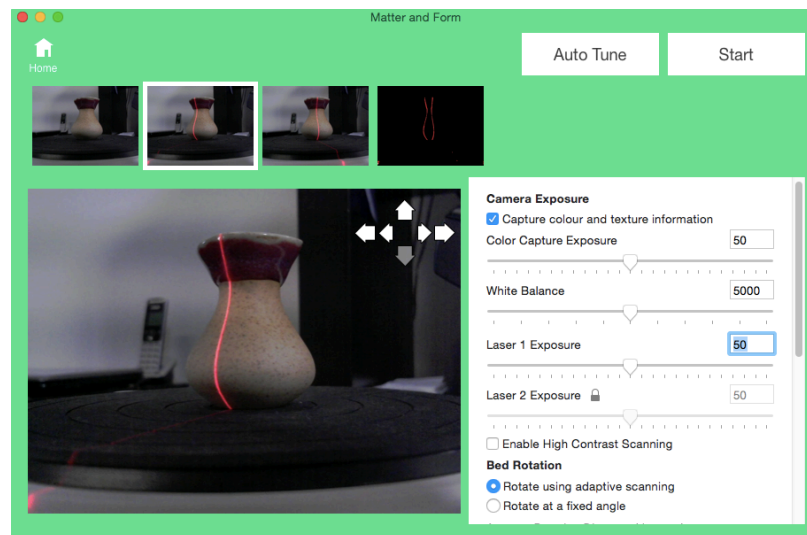 Matter and Form
Home
Auto Tune
Start
Camera Exposure
Capture colour and texture information
Color Capture Exposure 50
White Balance 5000
Laser 1 Exposure 50
Laser 2 Exposure 50
Enable High Contrast Scanning
Bed Rotation
Rotate using adaptive scanning
Rotate at a fixed angle